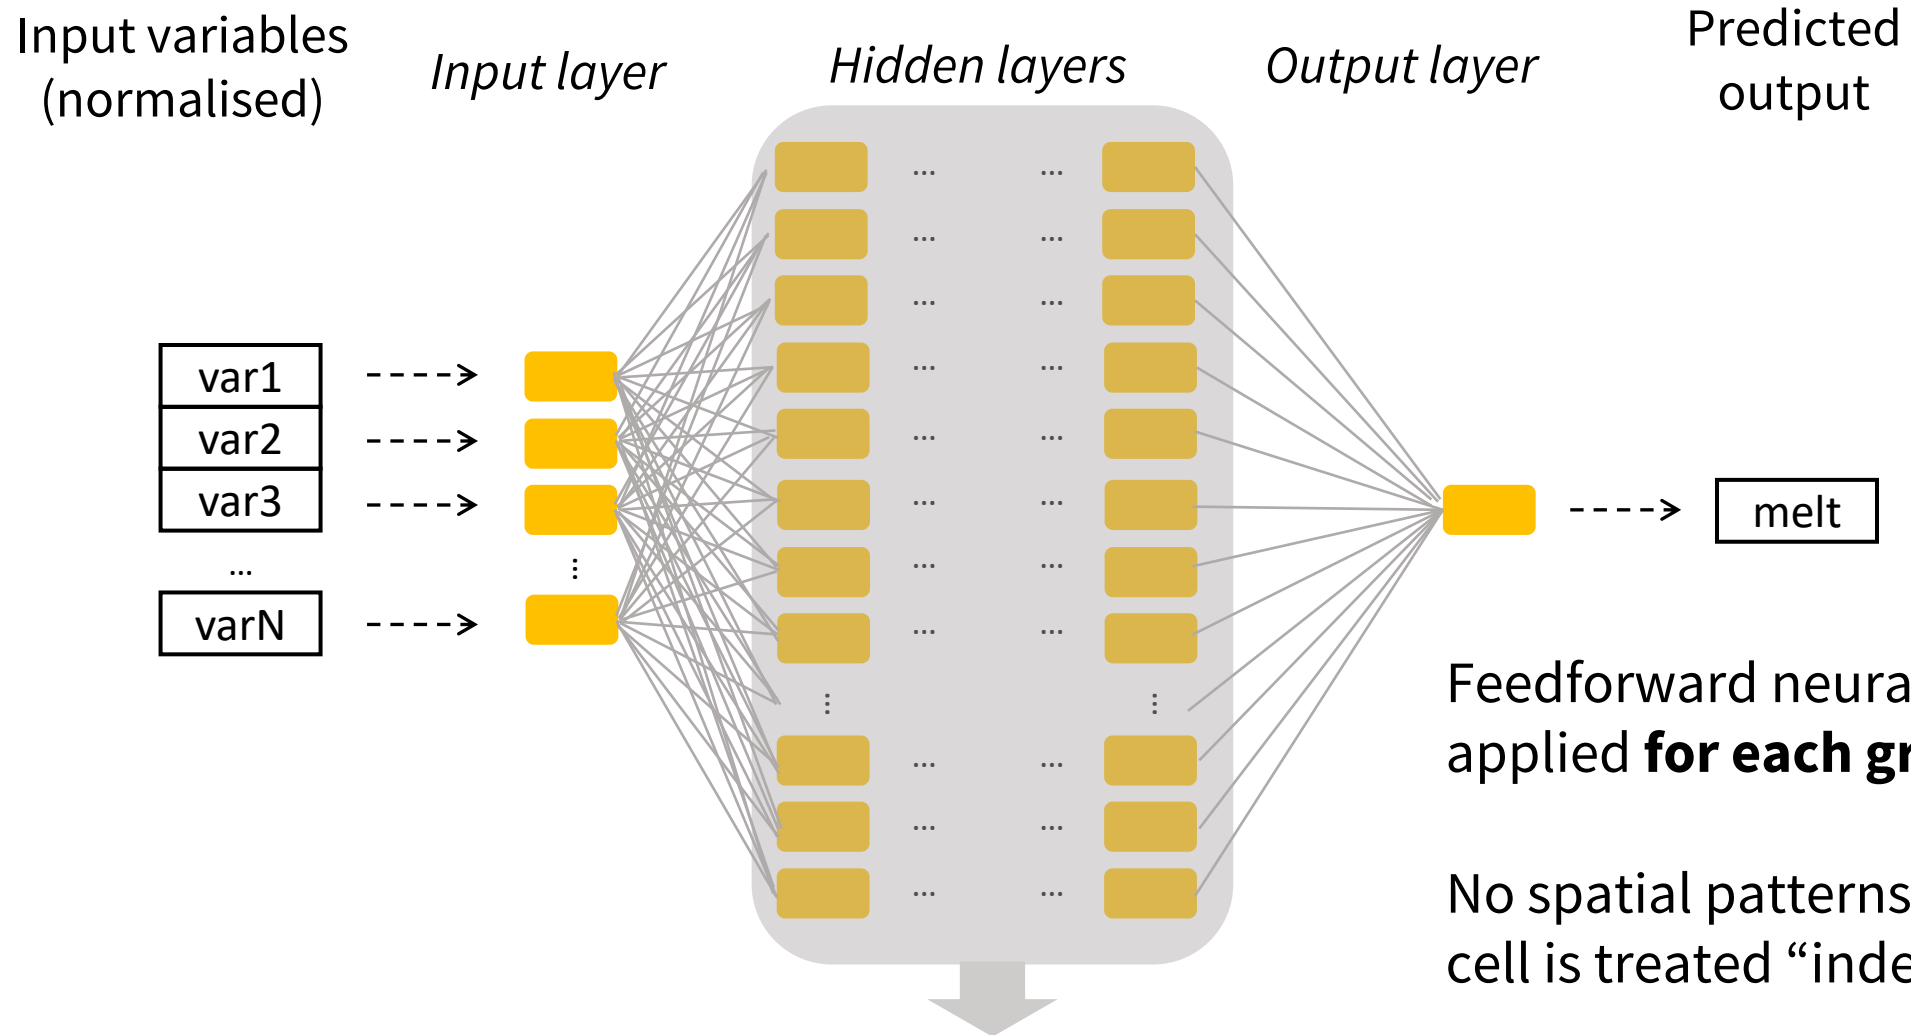 Input variables
(normalised)
Input layer
Hidden layers
Output layer
Predicted
output
var1
var2
var3
...
varN
melt
Feedforward neura
applied for each gr
No spatial patterns
cell is treated “inde